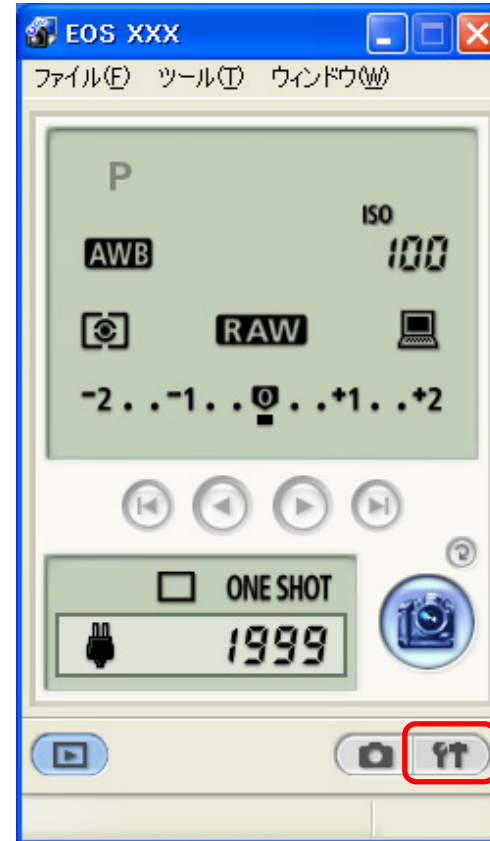 EOS XXX
ファイル(F) ツール(T) ウィンドウ(W)
P
ISO
AWB 100
RAW
-2..-1..0..+1..+2
ONE SHOT
1999